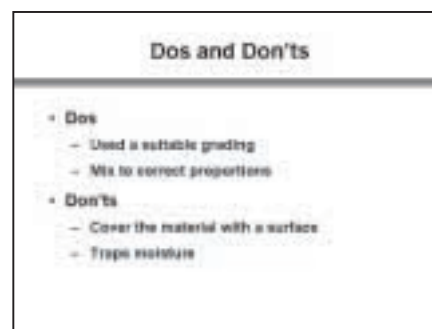 Dos and Don'ts
• Dos
– Used a suitable grading
– Mix to correct proportions
• Don'ts
– Cover the material with a surface
– Traps moisture